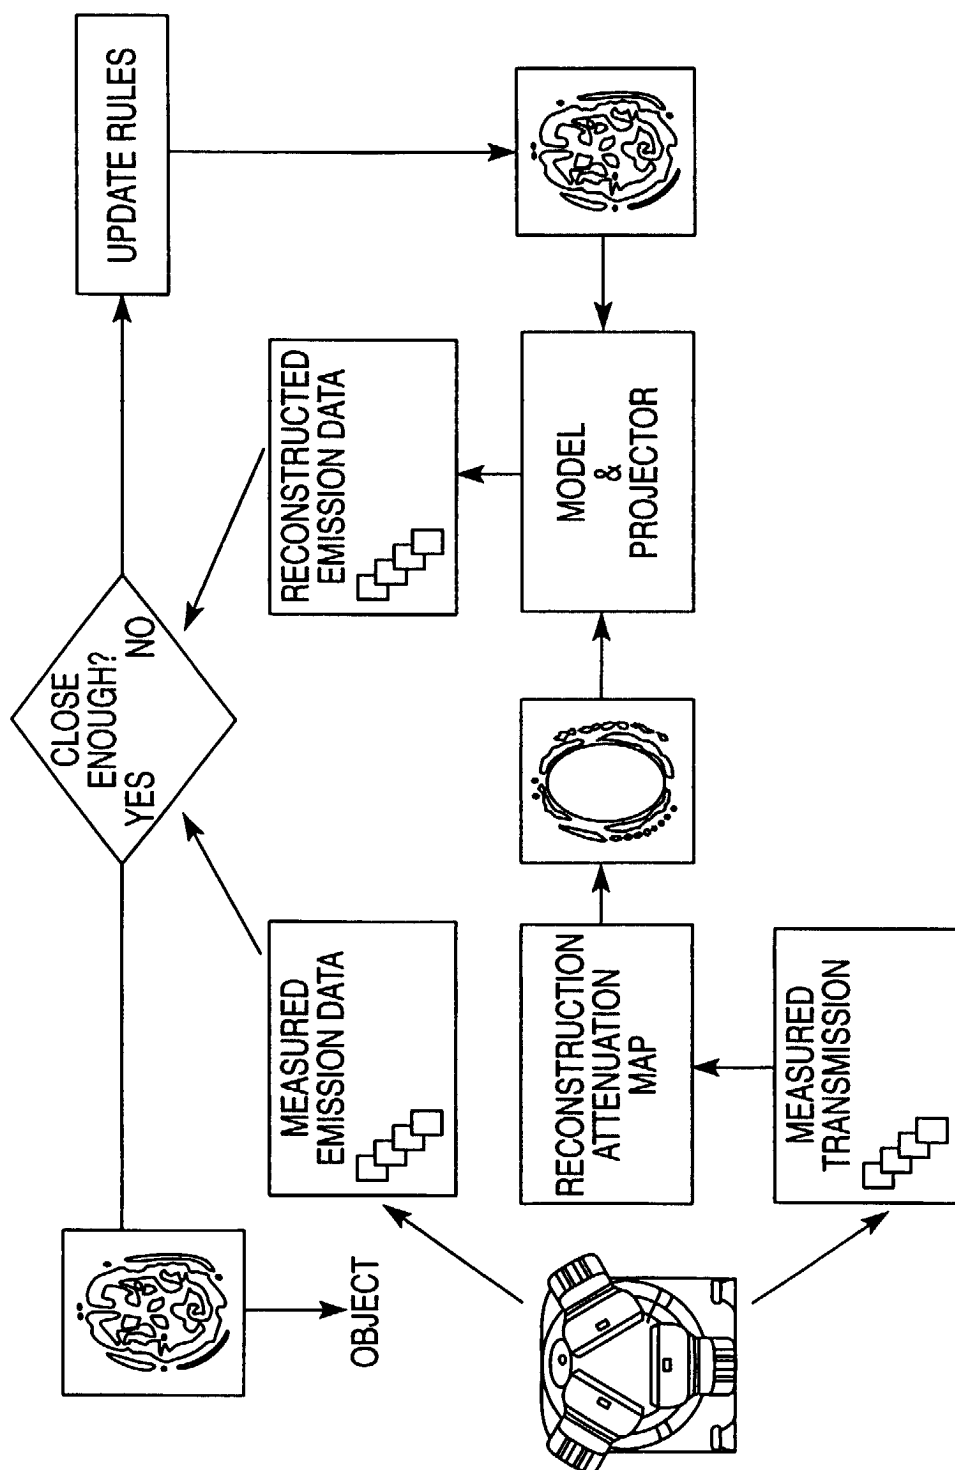 OBJECT
CLOSE
ENOUGH?
YES NO
UPDATE RULES
MEASURED
EMISSION DATA
RECONSTRUCTED
EMISSION DATA
RECONSTRUCTION
ATTENUATION
MAP
MODEL
&
PROJECTOR
MEASURED
TRANSMISSION